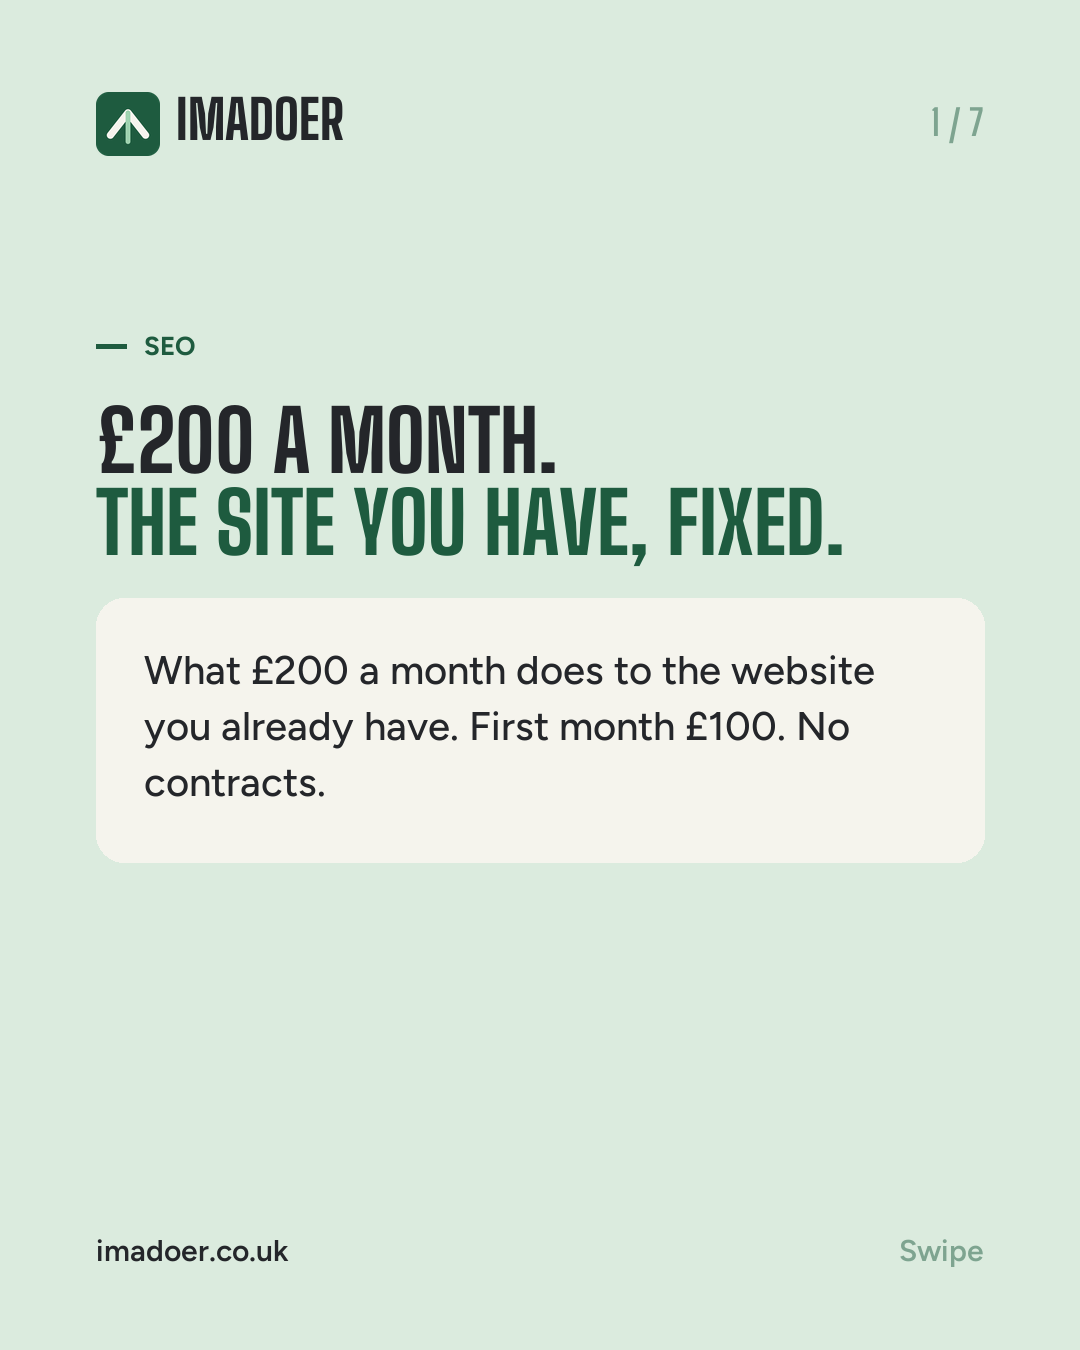 IMADOER
1 / 7
SEO
£200 A MONTH.
THE SITE YOU HAVE, FIXED.
What £200 a month does to the website
you already have. First month £100. No
contracts.
imadoer.co.uk
Swipe